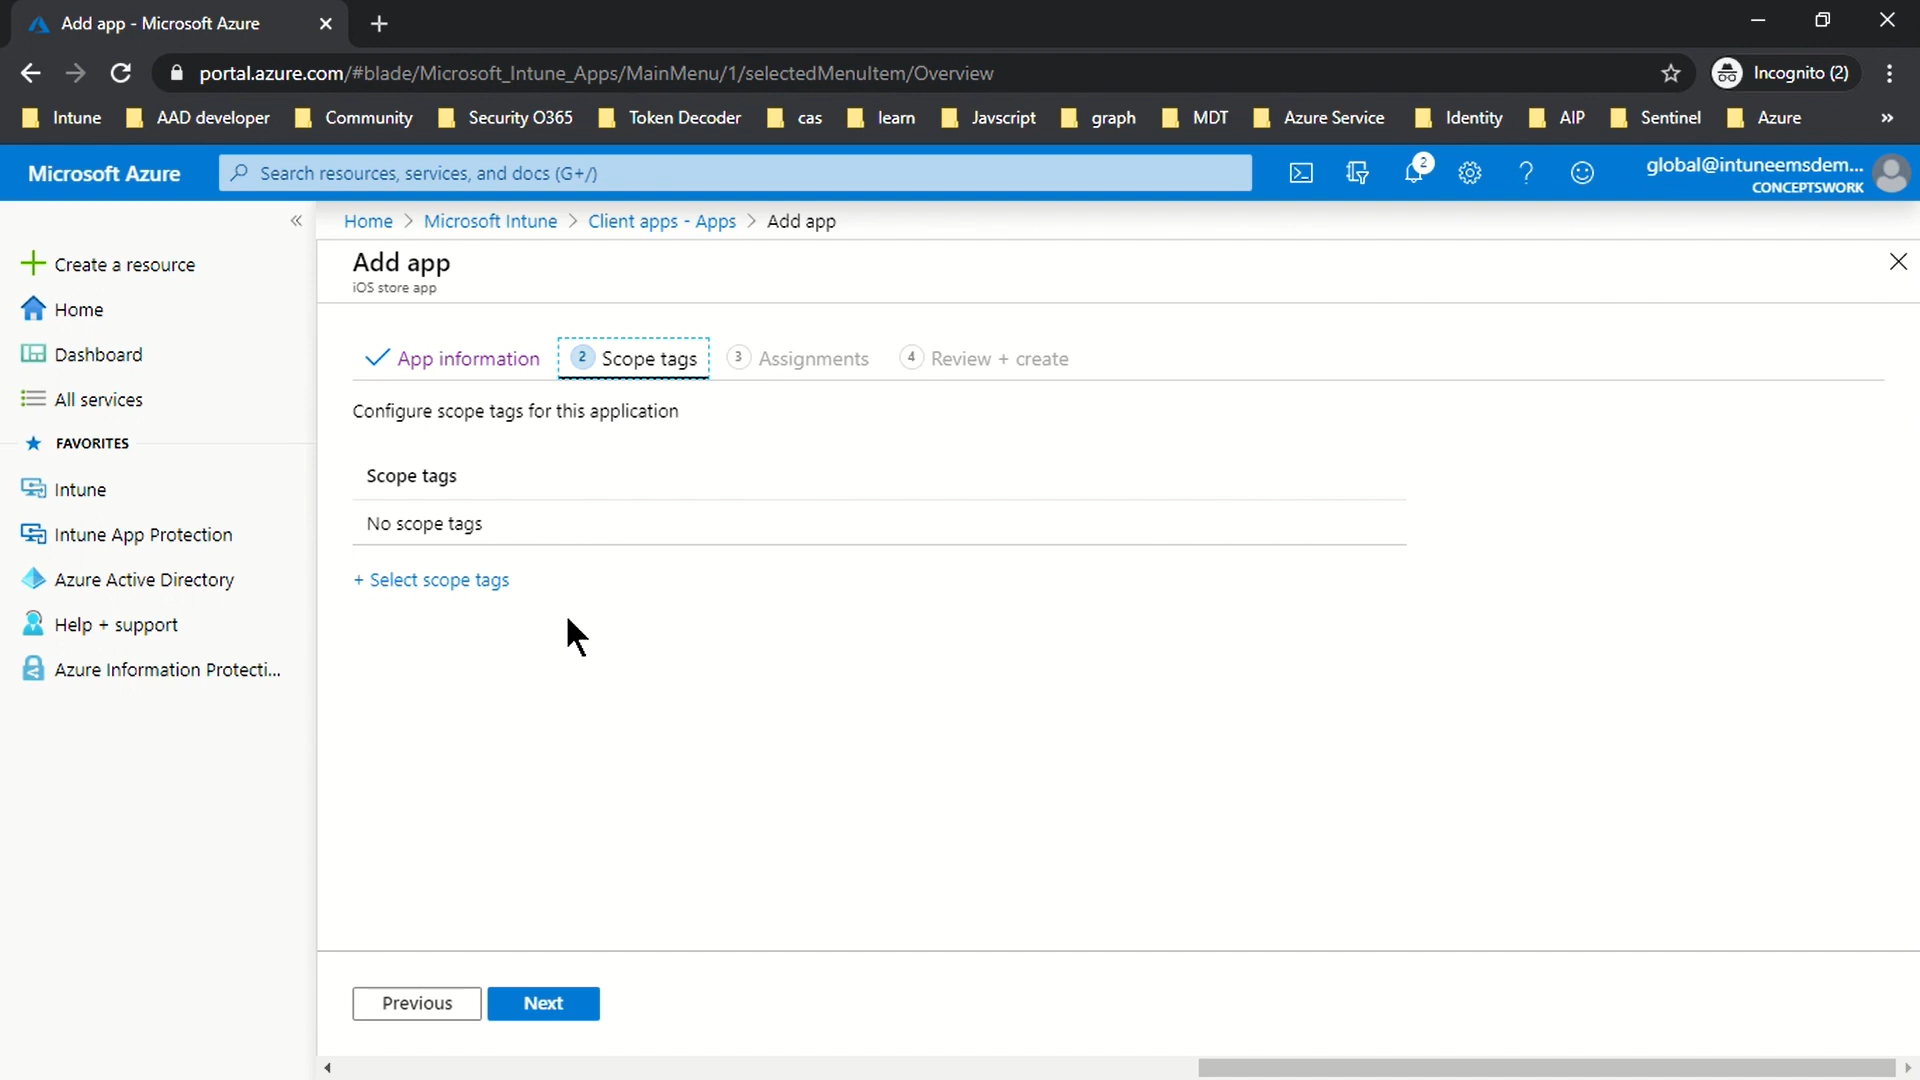 Add app - Microsoft Azure
portal.azure.com/#blade/Microsoft_Intune_Apps/MainMenu/1/selectedMenuItem/Overview
Incognito (2)
Intune AAD developer Community Security O365 Token Decoder cas learn Javscript graph MDT Azure Service Identity AIP Sentinel Azure »
Microsoft Azure
Search resources, services, and docs (G+/)
2
global@intuneemsdem...
CONCEPTSWORK
Home > Microsoft Intune > Client apps - Apps > Add app
Create a resource
Home
Dashboard
All services
FAVORITES
Intune
Intune App Protection
Azure Active Directory
Help + support
Azure Information Protecti...
Add app
iOS store app
App information 2 Scope tags 3 Assignments 4 Review + create
Configure scope tags for this application
Scope tags
No scope tags
+ Select scope tags
Previous Next